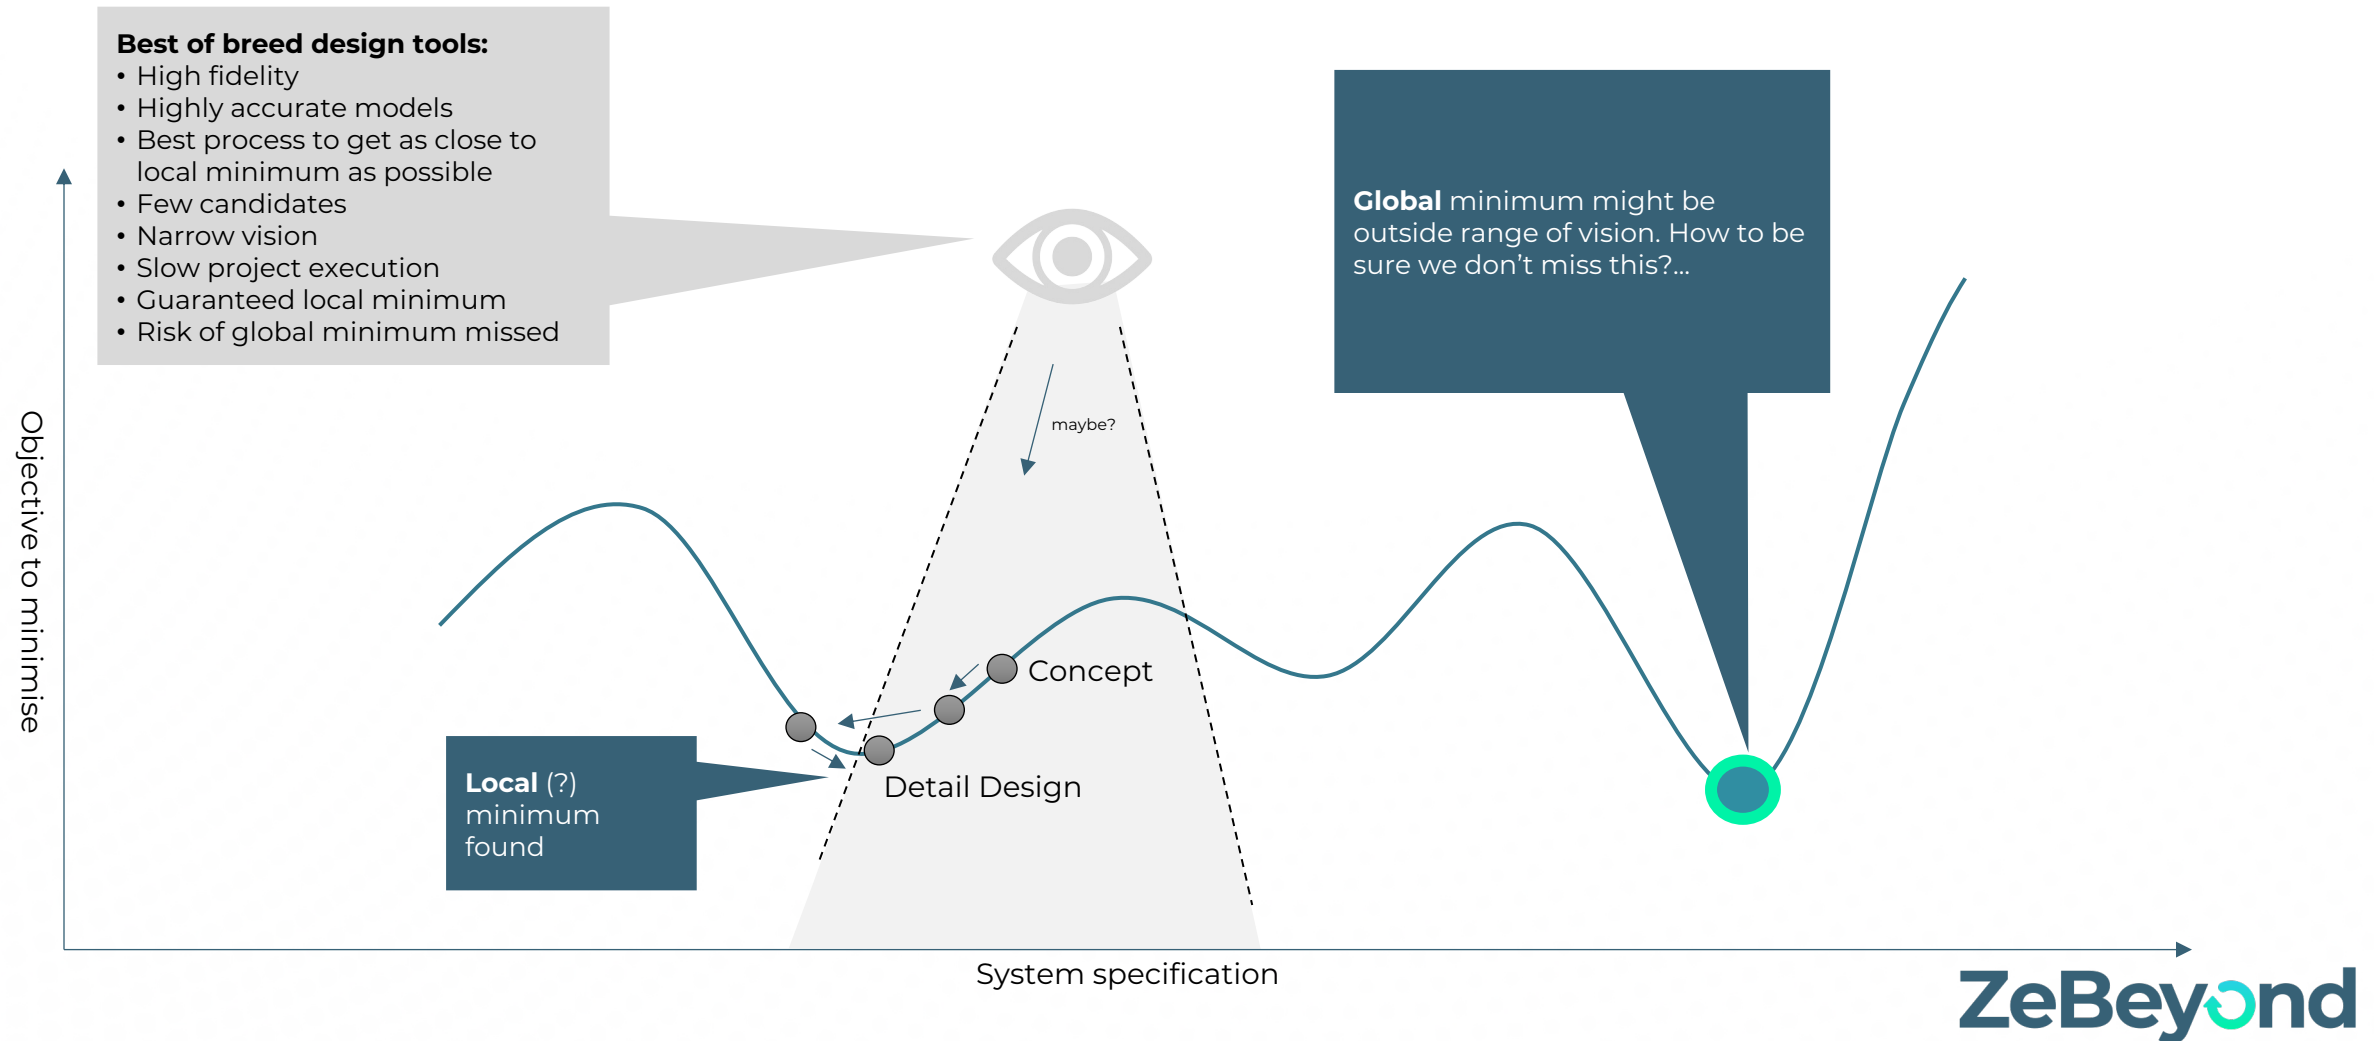 Best of breed design tools:
• High fidelity
• Highly accurate models
• Best process to get as close to
local minimum as possible
• Few candidates
• Narrow vision
• Slow project execution
• Guaranteed local minimum
• Risk of global minimum missed
Global minimum might be
outside range of vision. How to be
sure we don’t miss this?...
maybe?
Objective to minimise
Concept
Local (?)
minimum
found
Detail Design
System specification
ZeBeyond